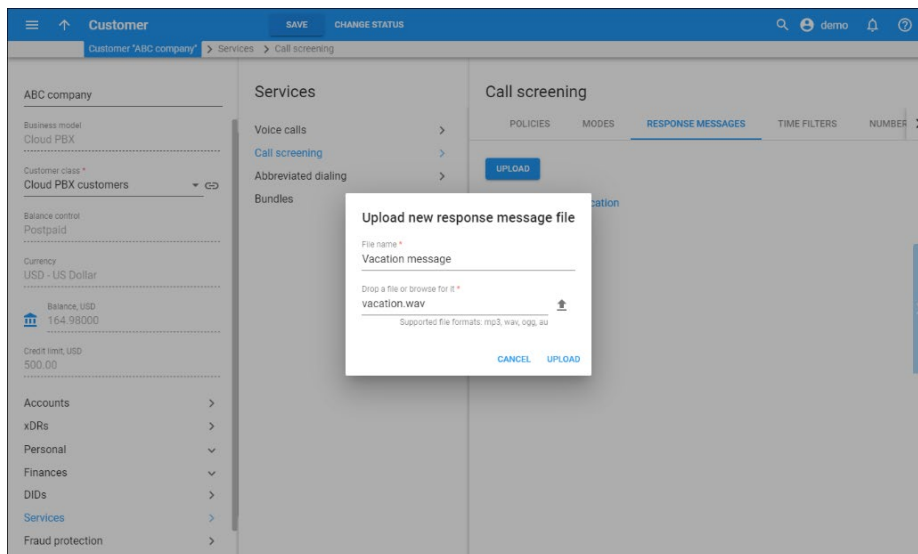 Customer
SAVE
CHANGE STATUS
demo
Customer "ABC company"
Services
Call screening
ABC company
Business model
Cloud PBX
Customer class *
Cloud PBX customers
Balance control
Postpaid
Currency
USD - US Dollar
Balance, USD
164.98000
Credit limit, USD
500.00
Accounts
xDRs
Personal
Finances
DIDs
Services
Fraud protection
Services
Voice calls
Call screening
Abbreviated dialing
Bundles
Call screening
POLICIES
MODES
RESPONSE MESSAGES
TIME FILTERS
NUMBER
UPLOAD
cation
Upload new response message file
File name *
Vacation message
Drop a file or browse for it *
vacation.wav
Supported file formats: mp3, wav, ogg, au
CANCEL
UPLOAD